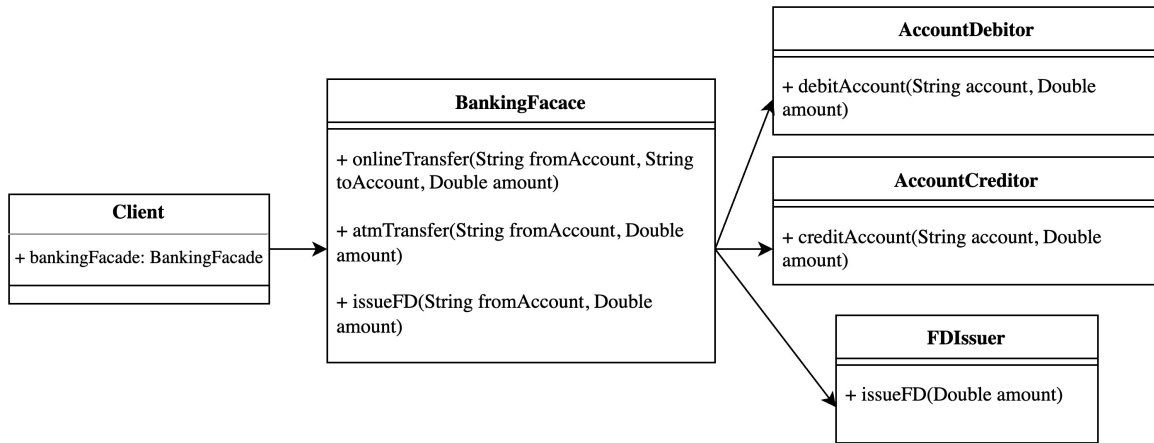 Client
+ bankingFacade: BankingFacade
BankingFacace
+ onlineTransfer(String fromAccount, String
toAccount, Double amount)
+ atmTransfer(String fromAccount, Double
amount)
+ issueFD(String fromAccount, Double
amount)
AccountDebitor
+ debitAccount(String account, Double
amount)
AccountCreditor
+ creditAccount(String account, Double
amount)
FDIssuer
+ issueFD(Double amount)